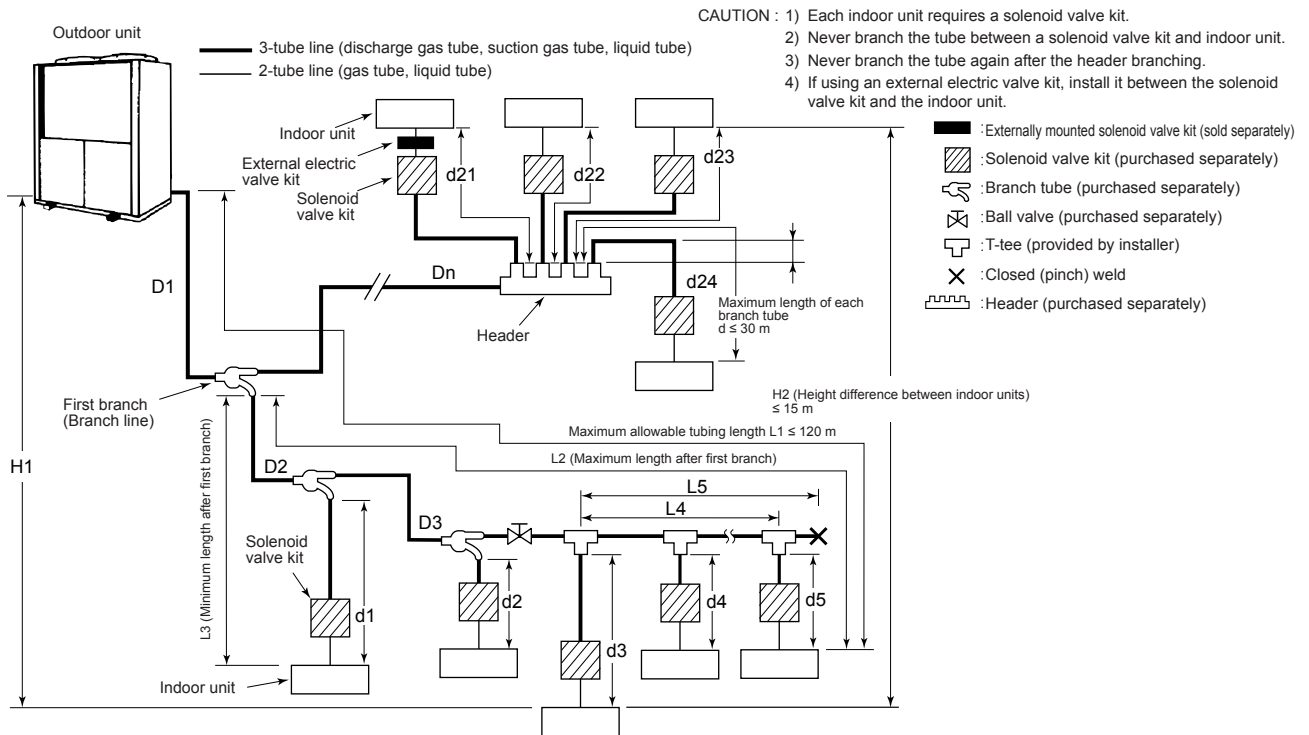 CAUTION : 1) Each indoor unit requires a solenoid valve kit.
2) Never branch the tube between a solenoid valve kit and indoor unit.
3) Never branch the tube again after the header branching.
4) If using an external electric valve kit, install it between the solenoid
valve kit and the indoor unit.
Outdoor unit
3-tube line (discharge gas tube, suction gas tube, liquid tube)
2-tube line (gas tube, liquid tube)
:Externally mounted solenoid valve kit (sold separately)
:Solenoid valve kit (purchased separately)
:Branch tube (purchased separately)
:Ball valve (purchased separately)
:T-tee (provided by installer)
:Closed (pinch) weld
:Header (purchased separately)
Indoor unit
External electric
valve kit
Solenoid
valve kit
d21
d22
d23
d24
D1
Dn
Header
Maximum length of each
branch tube
d ≤ 30 m
First branch
(Branch line)
H2 (Height difference between indoor units)
≤ 15 m
Maximum allowable tubing length L1 ≤ 120 m
L2 (Maximum length after first branch)
H1
L3 (Minimum length after first branch)
D2
D3
L5
L4
Solenoid
valve kit
d1
d2
d3
d4
d5
Indoor unit